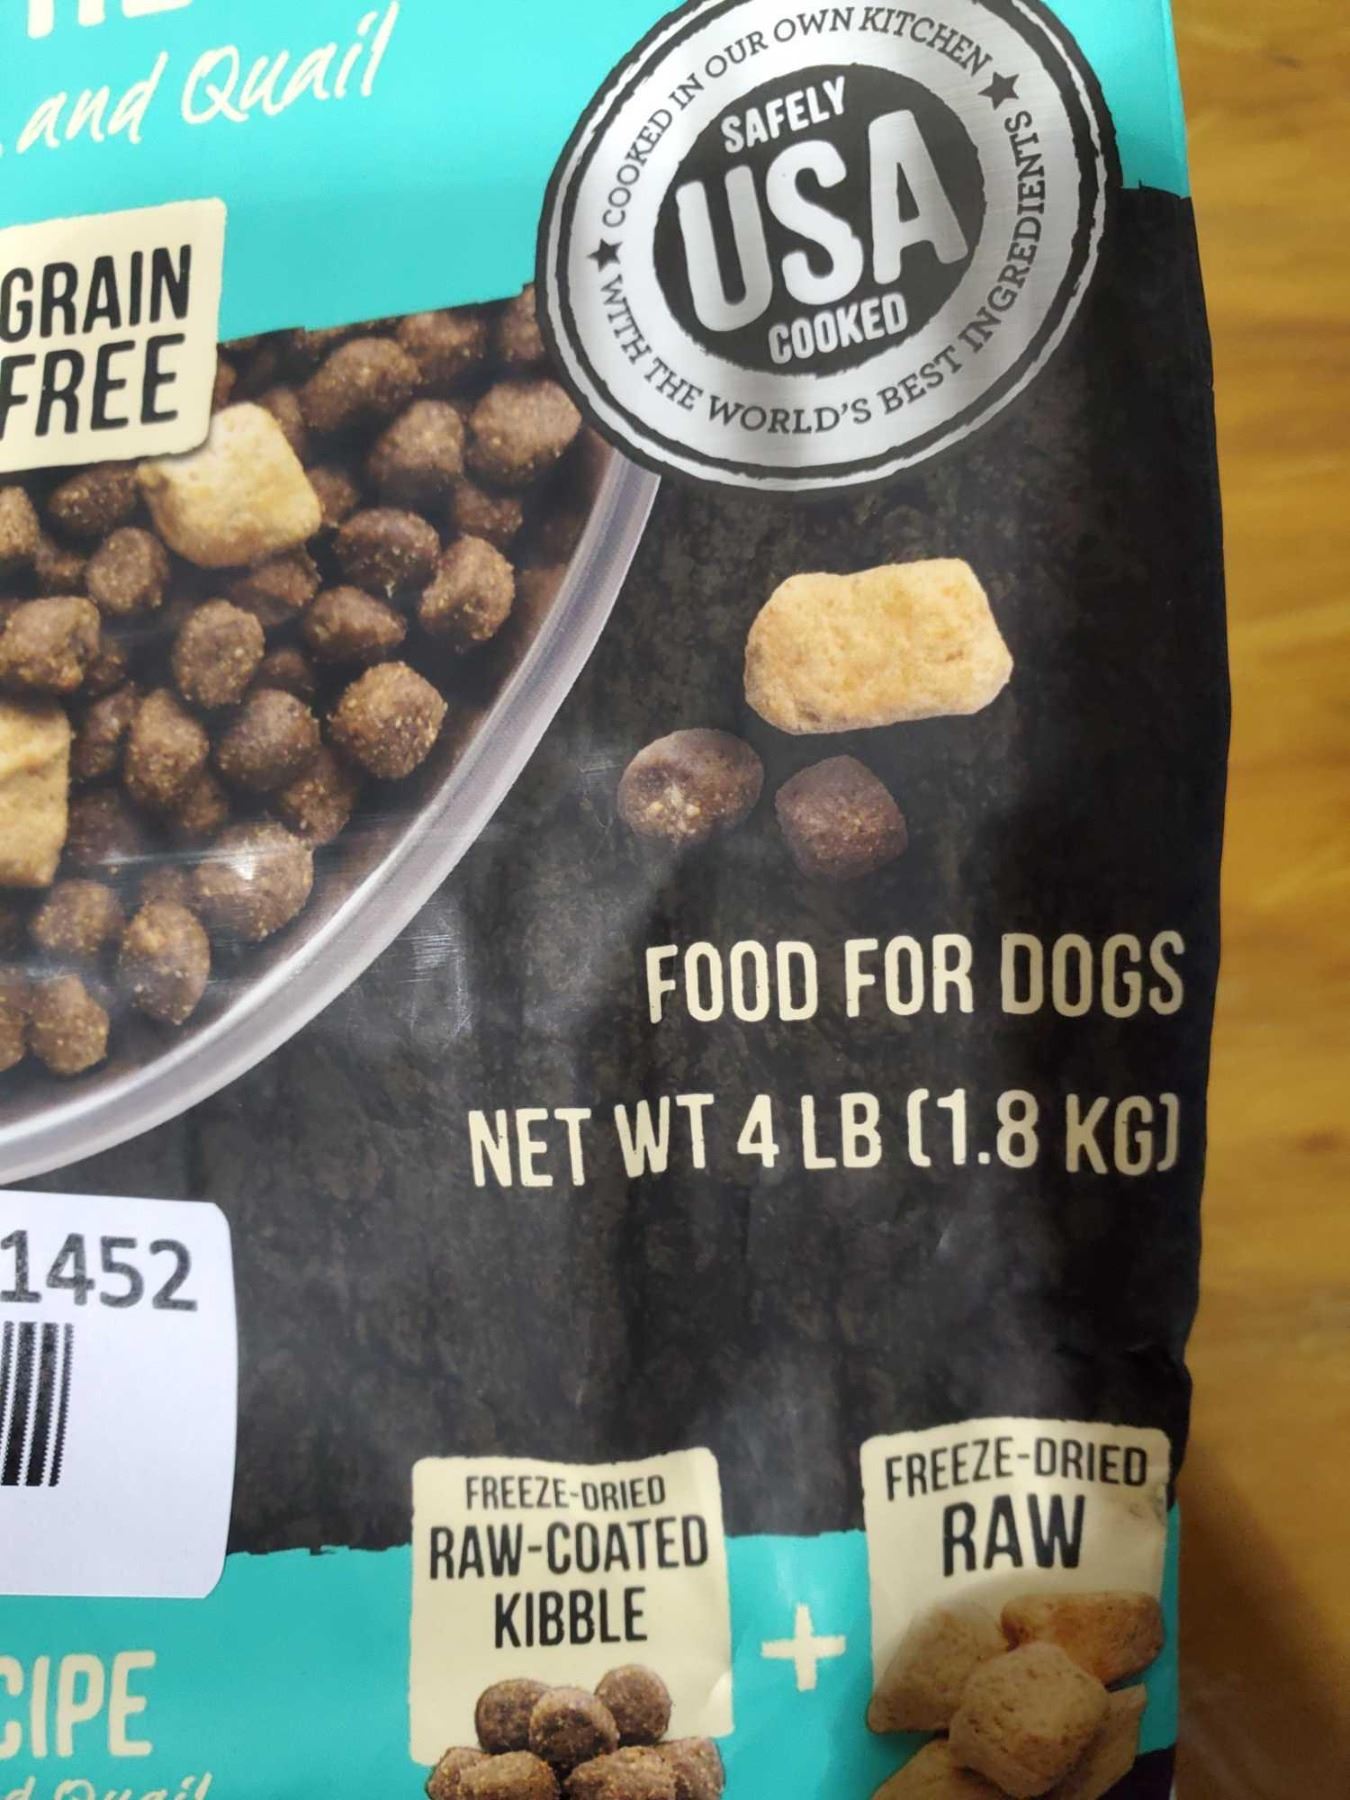 and Quail
COOKED IN OUR OWN KITCHEN
SAFELY
USA
COOKED
WITH THE WORLD'S BEST INGREDIENTS
GRAIN
FREE
FOOD FOR DOGS
NET WT 4 LB (1.8 KG)
1452
FREEZE-DRIED
RAW-COATED
KIBBLE
+
FREEZE-DRIED
RAW
CIPE
d Quail